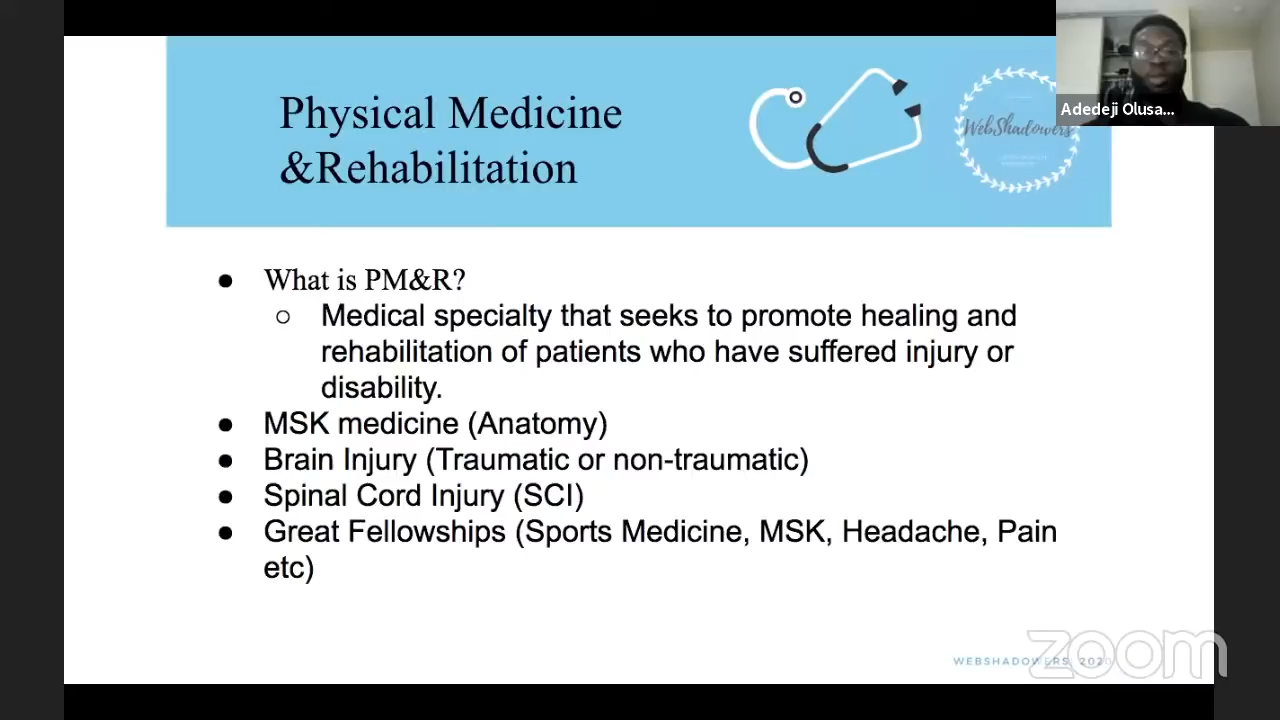 Physical Medicine
&Rehabilitation
WebShadowers
Adedeji Olusa...
● What is PM&R?
○ Medical specialty that seeks to promote healing and
rehabilitation of patients who have suffered injury or
disability.
● MSK medicine (Anatomy)
● Brain Injury (Traumatic or non-traumatic)
● Spinal Cord Injury (SCI)
● Great Fellowships (Sports Medicine, MSK, Headache, Pain
etc)
WEBSHADOWERS, 2020
zoom